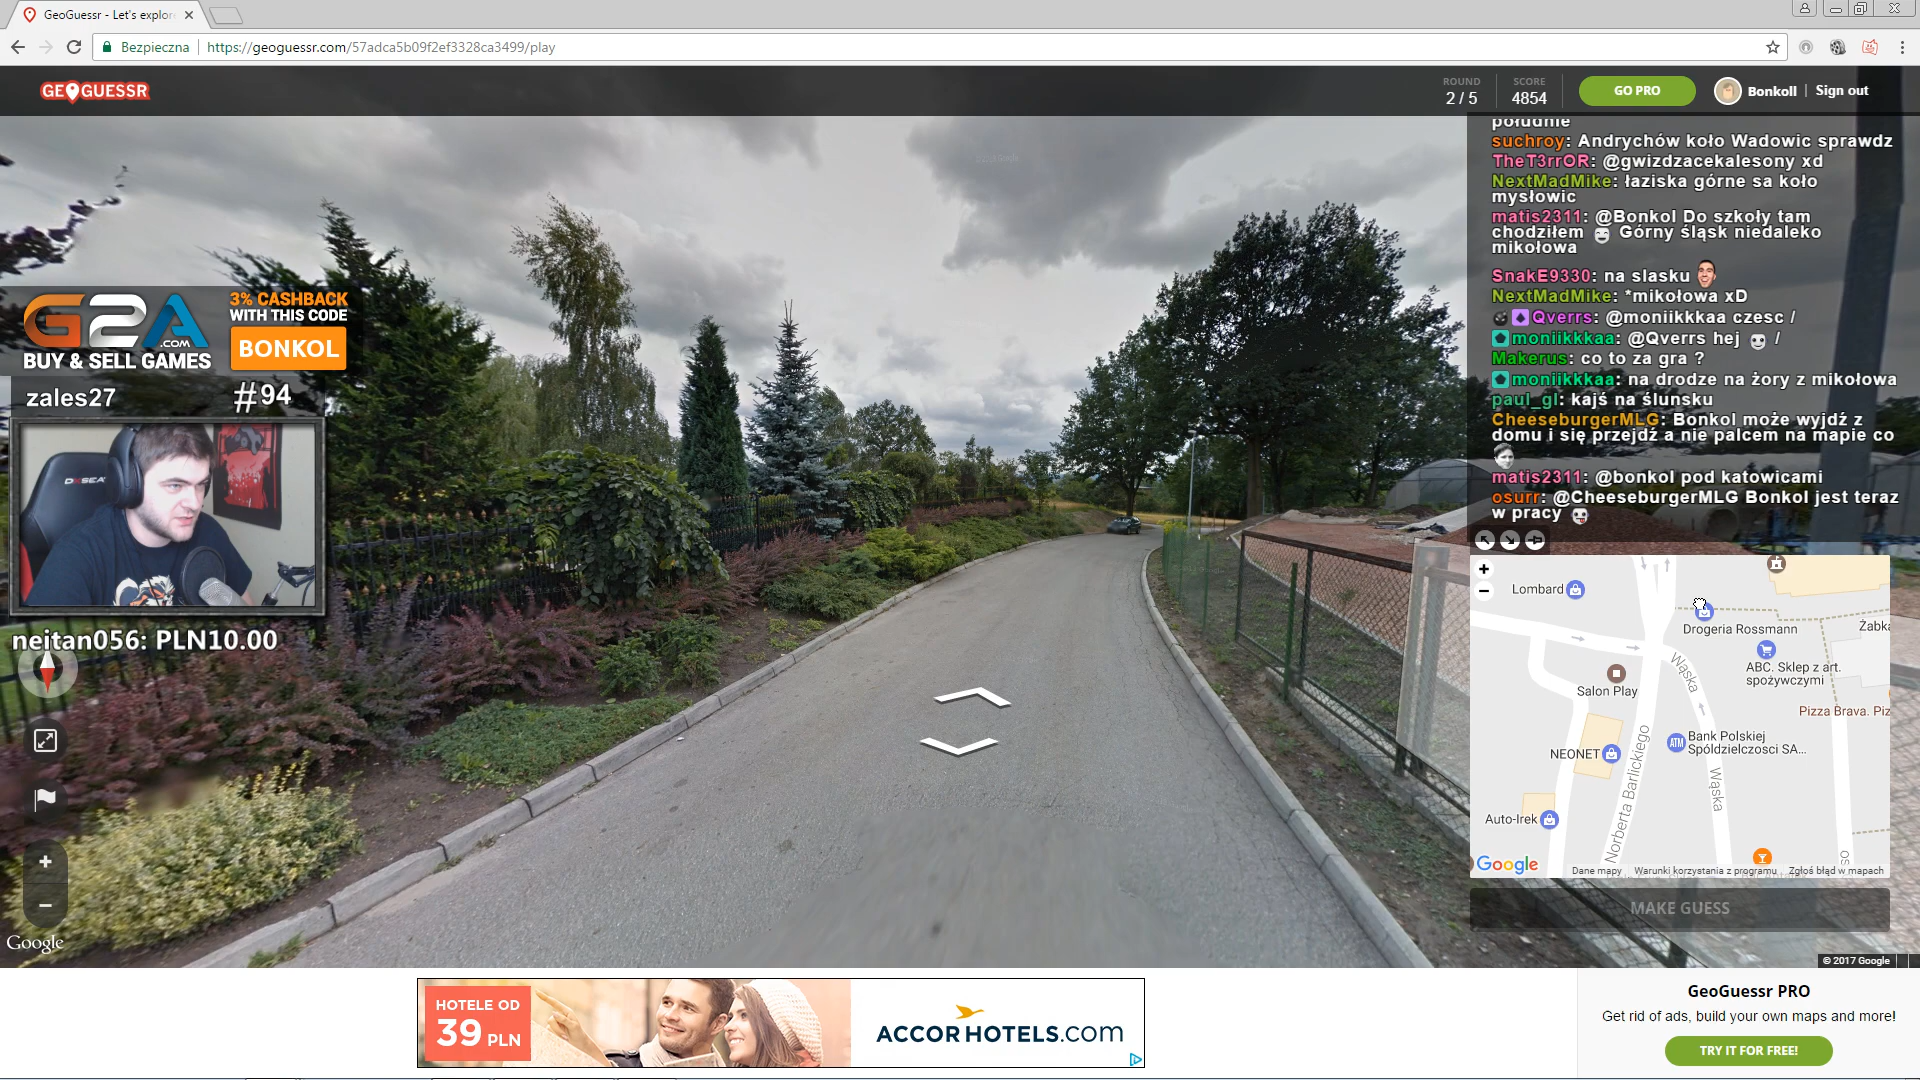 GeoGuessr - Let's explor
Bezpieczna
https://geoguessr.com/57adca5b09f2ef3328ca3499/play
GEOGUESSR
ROUND
2 / 5
SCORE
4854
GO PRO
Bonkoll
Sign out
południe
suchroy: Andrychów koło Wadowic sprawdz
TheT3rrOR: @gwizdzacekalesony xd
NextMadMike: łaziska górne sa koło
mysłowic
matis2311: @Bonkol Do szkoły tam
chodziłem Górny śląsk niedaleko
mikołowa
SnakE9330: na slasku
NextMadMike: *mikołowa xD
Qverrs: @moniikkkaa czesc /
moniikkkaa: @Qverrs hej /
Makerus: co to za gra ?
moniikkkaa: na drodze na żory z mikołowa
paul_gl: kajś na ślunsku
CheeseburgerMLG: Bonkol może wyjdź z
domu i się przejdź a nie palcem na mapie co
matis2311: @bonkol pod katowicami
osurr: @CheeseburgerMLG Bonkol jest teraz
w pracy
G2A
.COM
BUY & SELL GAMES
3% CASHBACK
WITH THIS CODE
BONKOL
zales27
#94
DXSEAT
neitan056: PLN10.00
Google
+
−
Lombard
Drogeria Rossmann
Żabka
ABC. Sklep z art.
spożywczymi
Wąska
Salon Play
Pizza Brava. Piz
Bank Polskiej
Spółdzielczosci SA...
ATM
NEONET
Wąska
Norberta Barlickiego
Auto-Irek
Google
Dane mapy
Warunki korzystania z programu
Zgłoś błąd w mapach
MAKE GUESS
© 2017 Google
HOTELE OD
39 PLN
ACCORHOTELS.com
GeoGuessr PRO
Get rid of ads, build your own maps and more!
TRY IT FOR FREE!